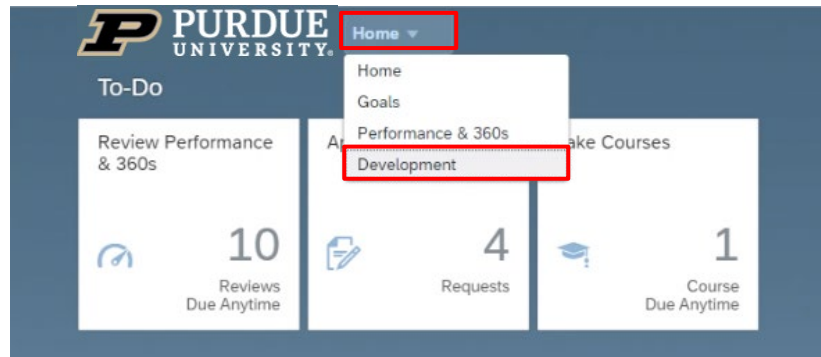 PURDUE
UNIVERSITY.
Home
Home
Goals
Performance & 360s
Development
To-Do
Review Performance
& 360s
10
Reviews
Due Anytime
4
Requests
Courses
1
Course
Due Anytime